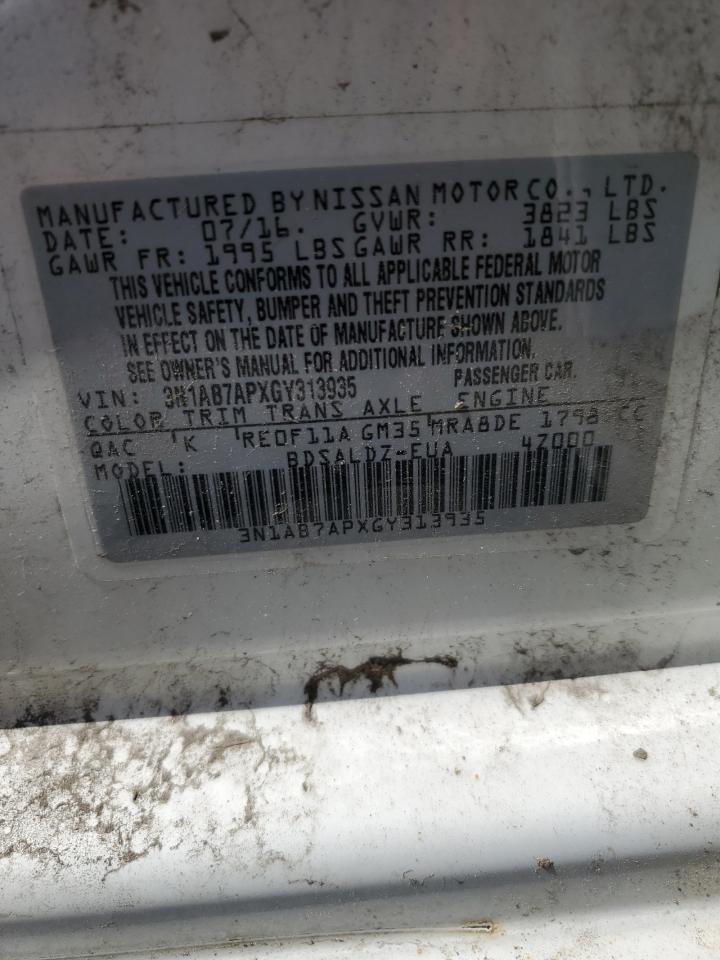 MANUFACTURED BY NISSAN MOTOR CO., LTD.
DATE: 07/16. GVWR: 3823 LBS
GAWR FR: 1995 LBS GAWR RR: 1841 LBS
THIS VEHICLE CONFORMS TO ALL APPLICABLE FEDERAL MOTOR
VEHICLE SAFETY, BUMPER AND THEFT PREVENTION STANDARDS
IN EFFECT ON THE DATE OF MANUFACTURE SHOWN ABOVE.
SEE OWNER'S MANUAL FOR ADDITIONAL INFORMATION.
VIN: 3N1AB7APXGY313935 PASSENGER CAR.
COLOR TRIM TRANS AXLE ENGINE
QAC K RE0F11A GM35 MRA8DE 1798 CC
MODEL: BDSALDZ-EUA 4Z000
3N1AB7APXGY313935